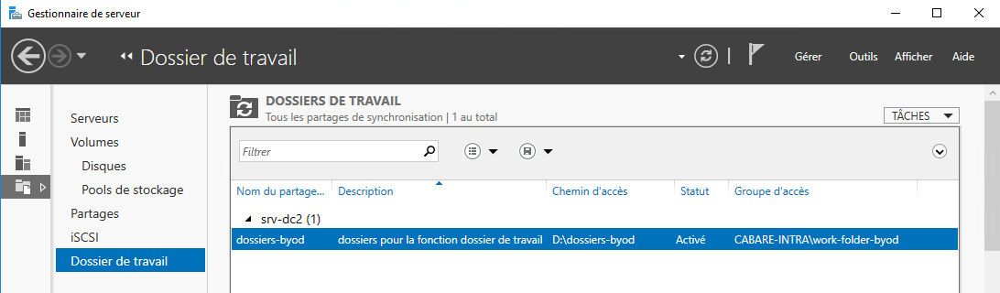 Gestionnaire de serveur
Dossier de travail
Gérer Outils Afficher Aide
Serveurs
Volumes
Disques
Pools de stockage
Partages
iSCSI
Dossier de travail
DOSSIERS DE TRAVAIL
Tous les partages de synchronisation | 1 au total
TÂCHES
Filtrer
Nom du partage... Description Chemin d'accès Statut Groupe d'accès
srv-dc2 (1)
dossiers-byod dossiers pour la fonction dossier de travail D:\dossiers-byod Activé CABARE-INTRA\work-folder-byod